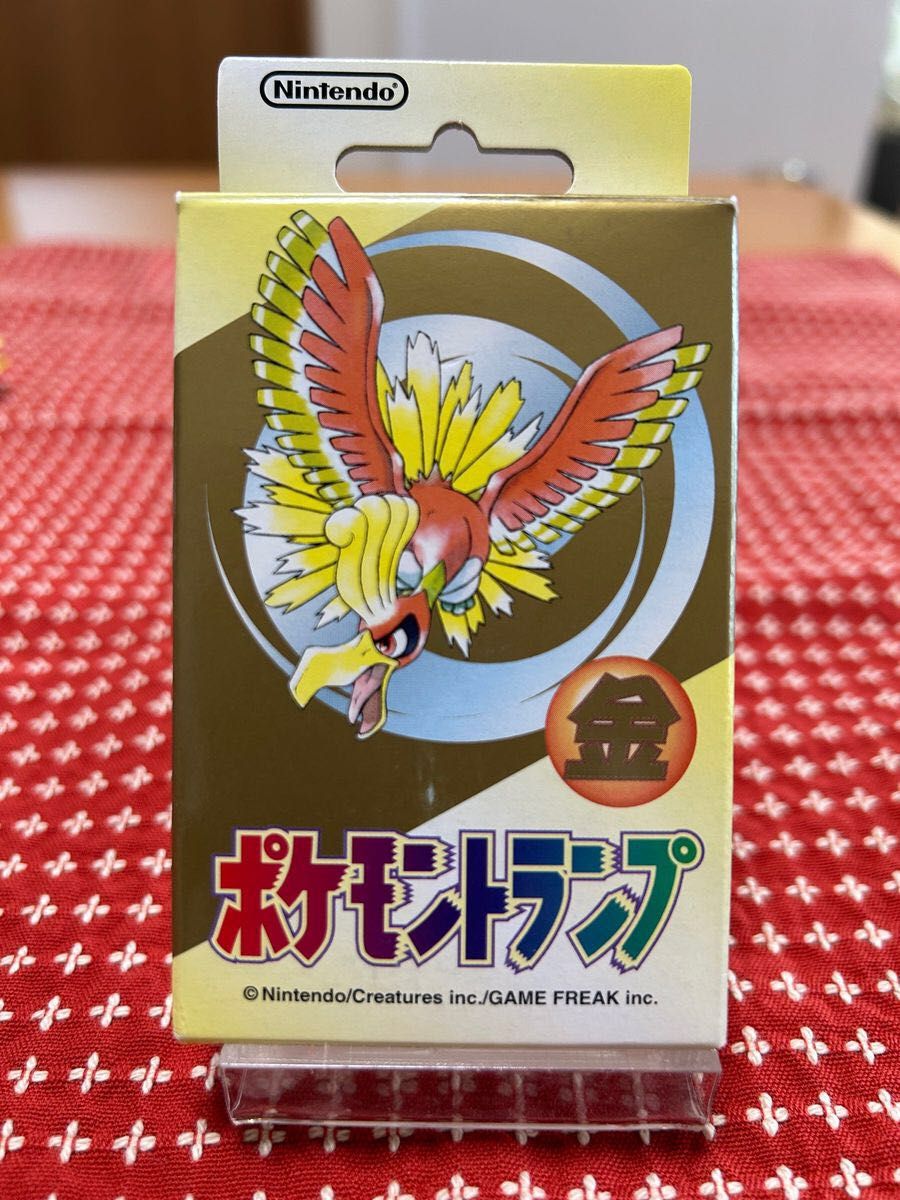 Nintendo®
金
ポケモントランプ
©Nintendo/Creatures inc./GAME FREAK inc.